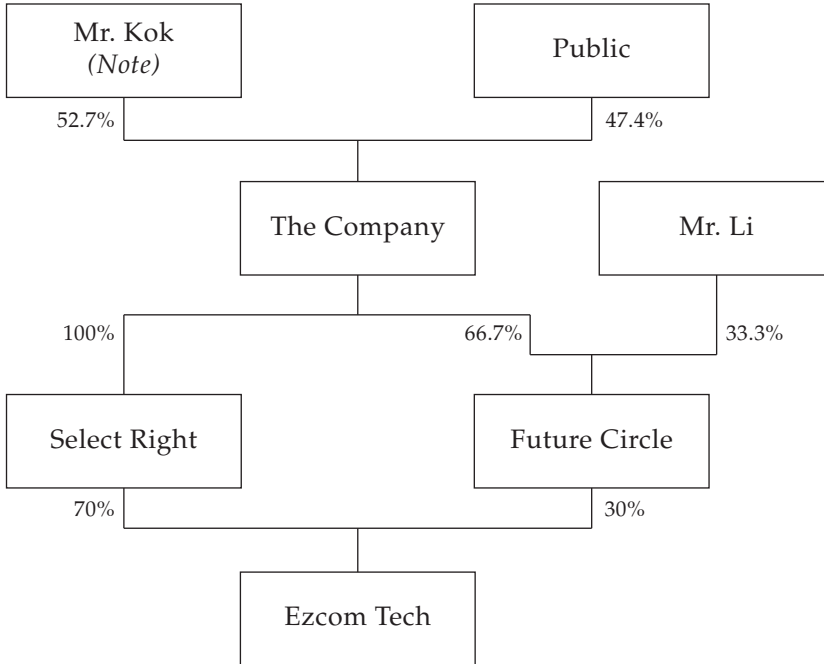 Mr. Kok
(Note)
Public
52.7%
47.4%
The Company
Mr. Li
100%
66.7%
33.3%
Select Right
Future Circle
70%
30%
Ezcom Tech